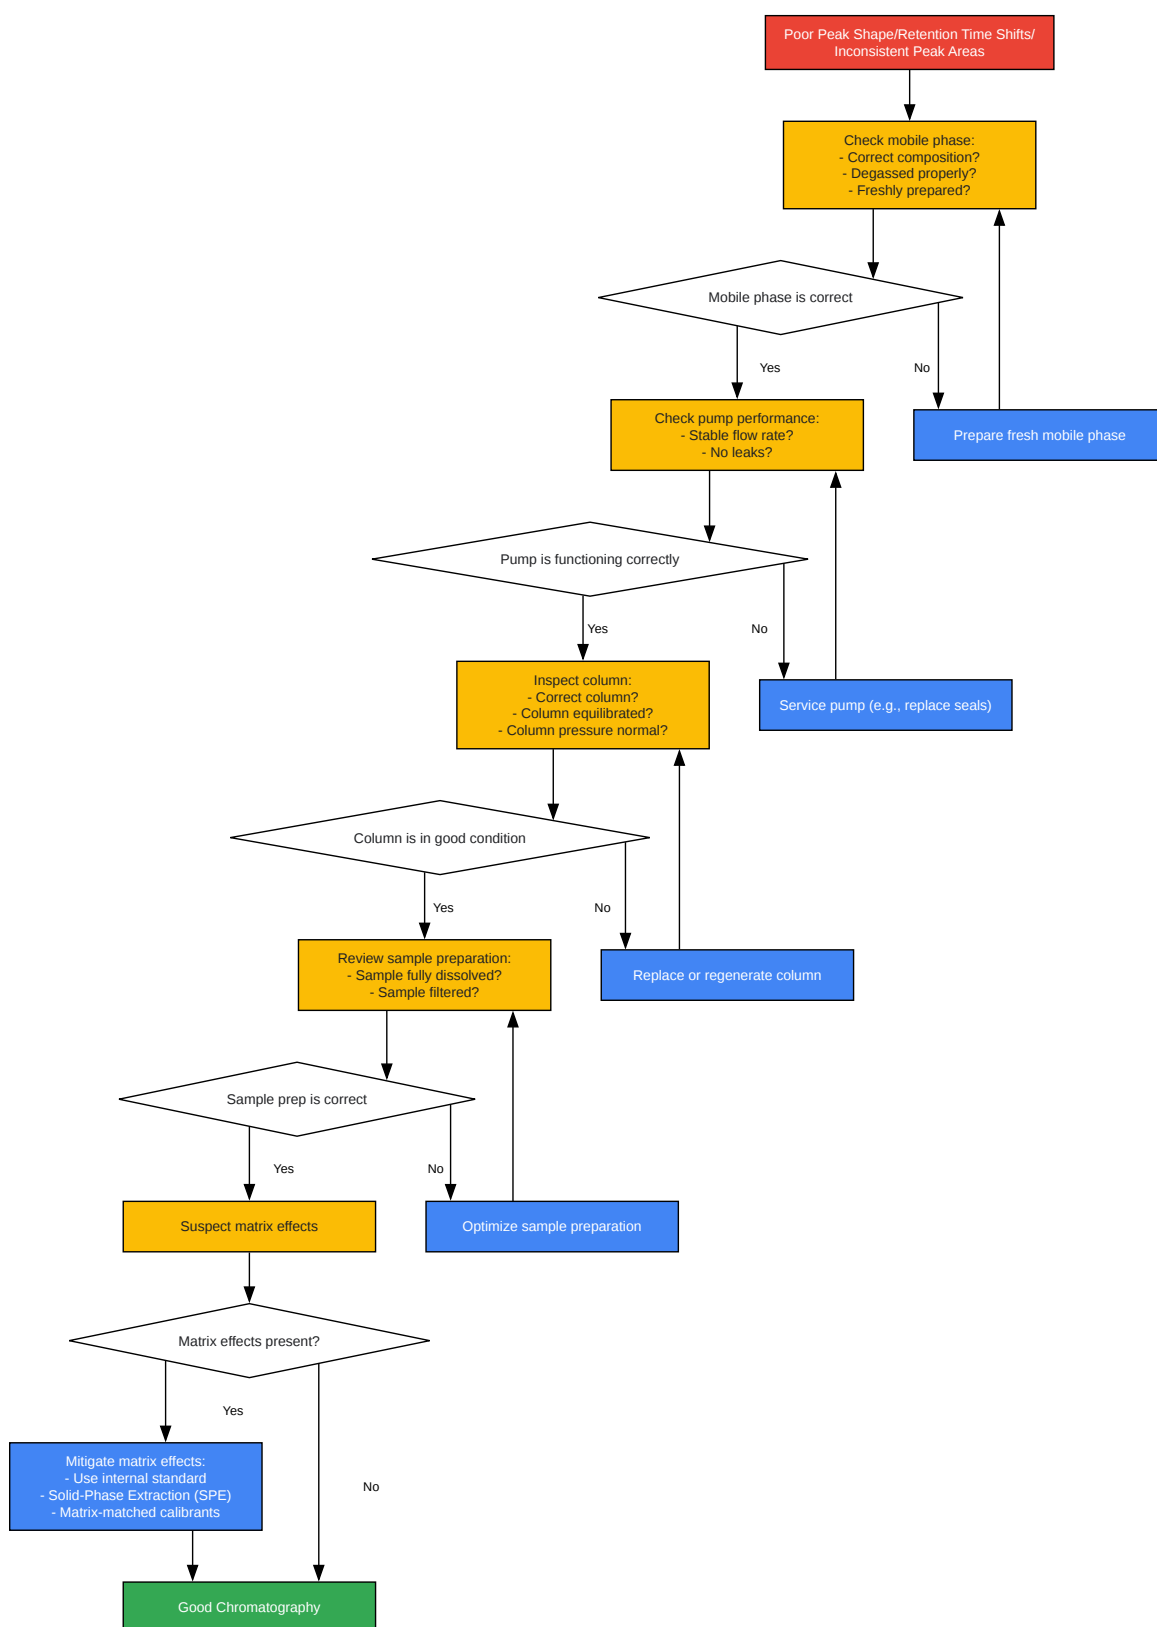 Poor Peak Shape/Retention Time Shifts/
Inconsistent Peak Areas
Check mobile phase:
- Correct composition?
- Degassed properly?
- Freshly prepared?
Mobile phase is correct
Yes
No
Check pump performance:
- Stable flow rate?
- No leaks?
Prepare fresh mobile phase
Pump is functioning correctly
Yes
No
Inspect column:
- Correct column?
- Column equilibrated?
- Column pressure normal?
Service pump (e.g., replace seals)
Column is in good condition
Yes
No
Review sample preparation:
- Sample fully dissolved?
- Sample filtered?
Replace or regenerate column
Sample prep is correct
Yes
No
Suspect matrix effects
Optimize sample preparation
Matrix effects present?
Yes
Mitigate matrix effects:
- Use internal standard
- Solid-Phase Extraction (SPE)
- Matrix-matched calibrants
No
Good Chromatography